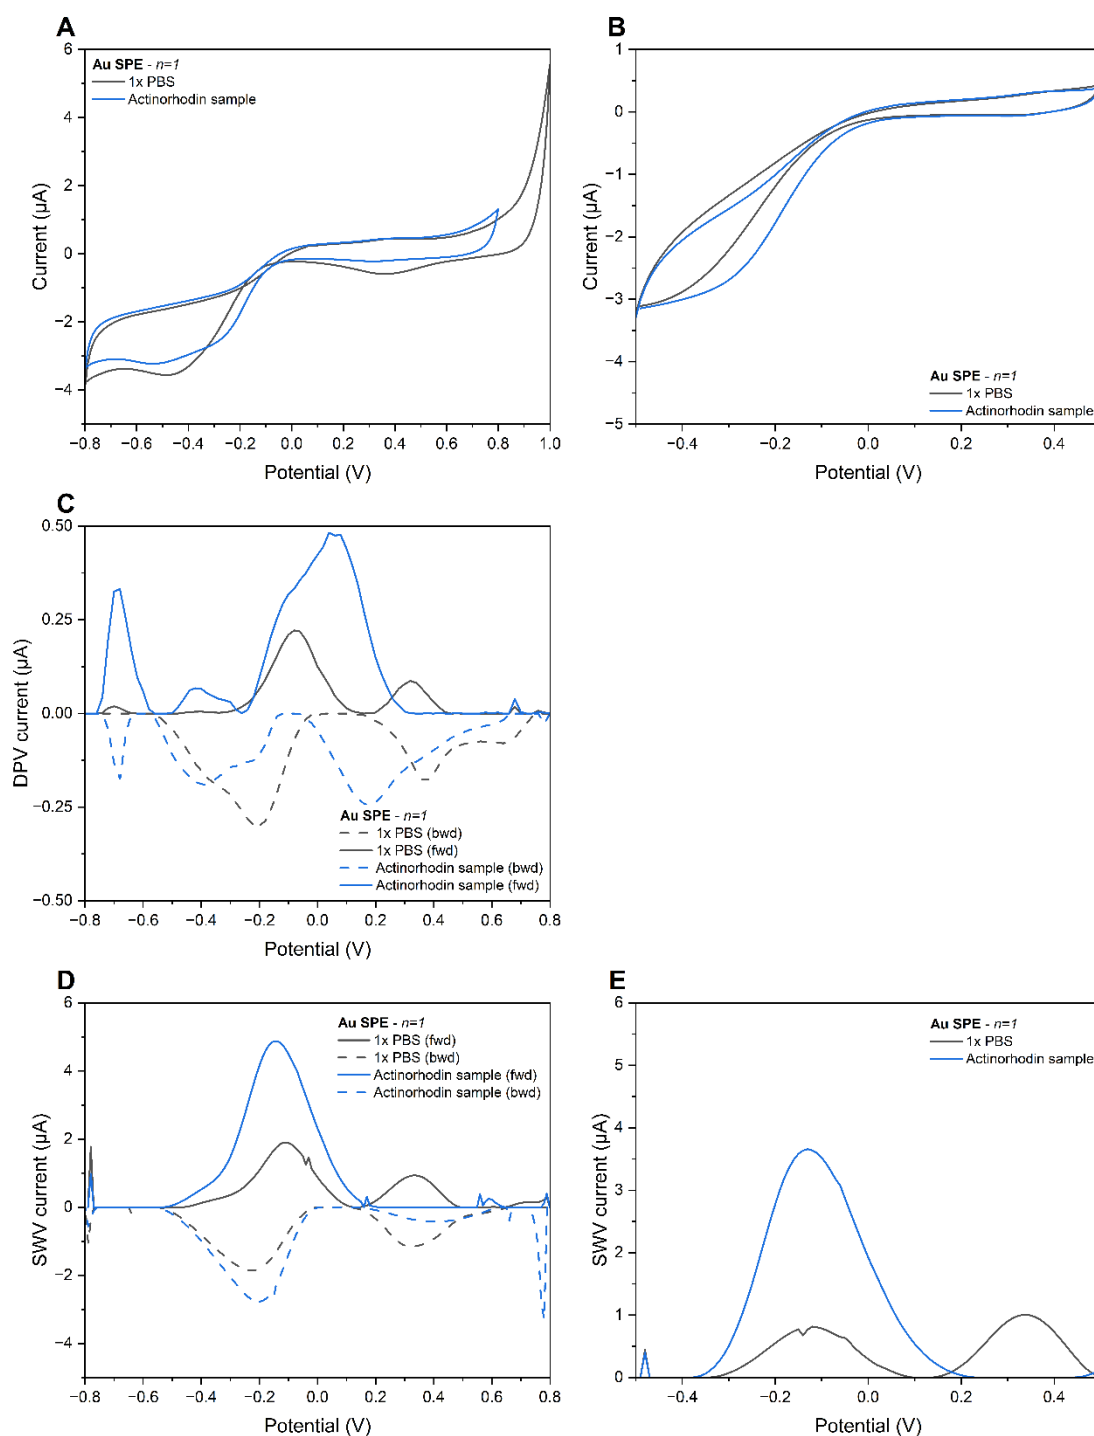 A
Au SPE - n=1
1x PBS
Actinorhodin sample
6
4
2
0
−2
−4
Current (µA)
−0.8 −0.6 −0.4 −0.2 0.0 0.2 0.4 0.6 0.8 1.0
Potential (V)
B
1
0
−1
−2
−3
−4
−5
Current (µA)
Au SPE - n=1
1x PBS
Actinorhodin sample
−0.4 −0.2 0.0 0.2 0.4
Potential (V)
C
0.50
0.25
0.00
−0.25
−0.50
DPV current (µA)
Au SPE - n=1
1x PBS (bwd)
1x PBS (fwd)
Actinorhodin sample (bwd)
Actinorhodin sample (fwd)
−0.8 −0.6 −0.4 −0.2 0.0 0.2 0.4 0.6 0.8
Potential (V)
D
Au SPE - n=1
1x PBS (fwd)
1x PBS (bwd)
Actinorhodin sample (fwd)
Actinorhodin sample (bwd)
6
4
2
0
−2
−4
SWV current (µA)
−0.8 −0.6 −0.4 −0.2 0.0 0.2 0.4 0.6 0.8
Potential (V)
E
Au SPE - n=1
1x PBS
Actinorhodin sample
6
5
4
3
2
1
0
SWV current (µA)
−0.4 −0.2 0.0 0.2 0.4
Potential (V)